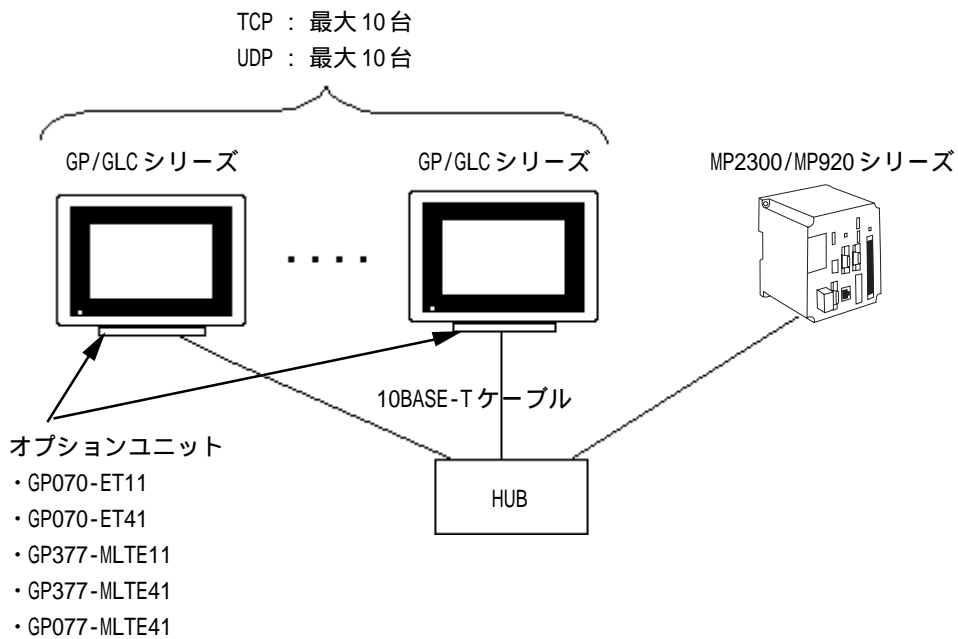 TCP : 最大10台
UDP : 最大10台
GP/GLCシリーズ
GP/GLCシリーズ
MP2300/MP920シリーズ
10BASE-Tケーブル
オプションユニット
・GP070-ET11
・GP070-ET41
・GP377-MLTE11
・GP377-MLTE41
・GP077-MLTE41
HUB